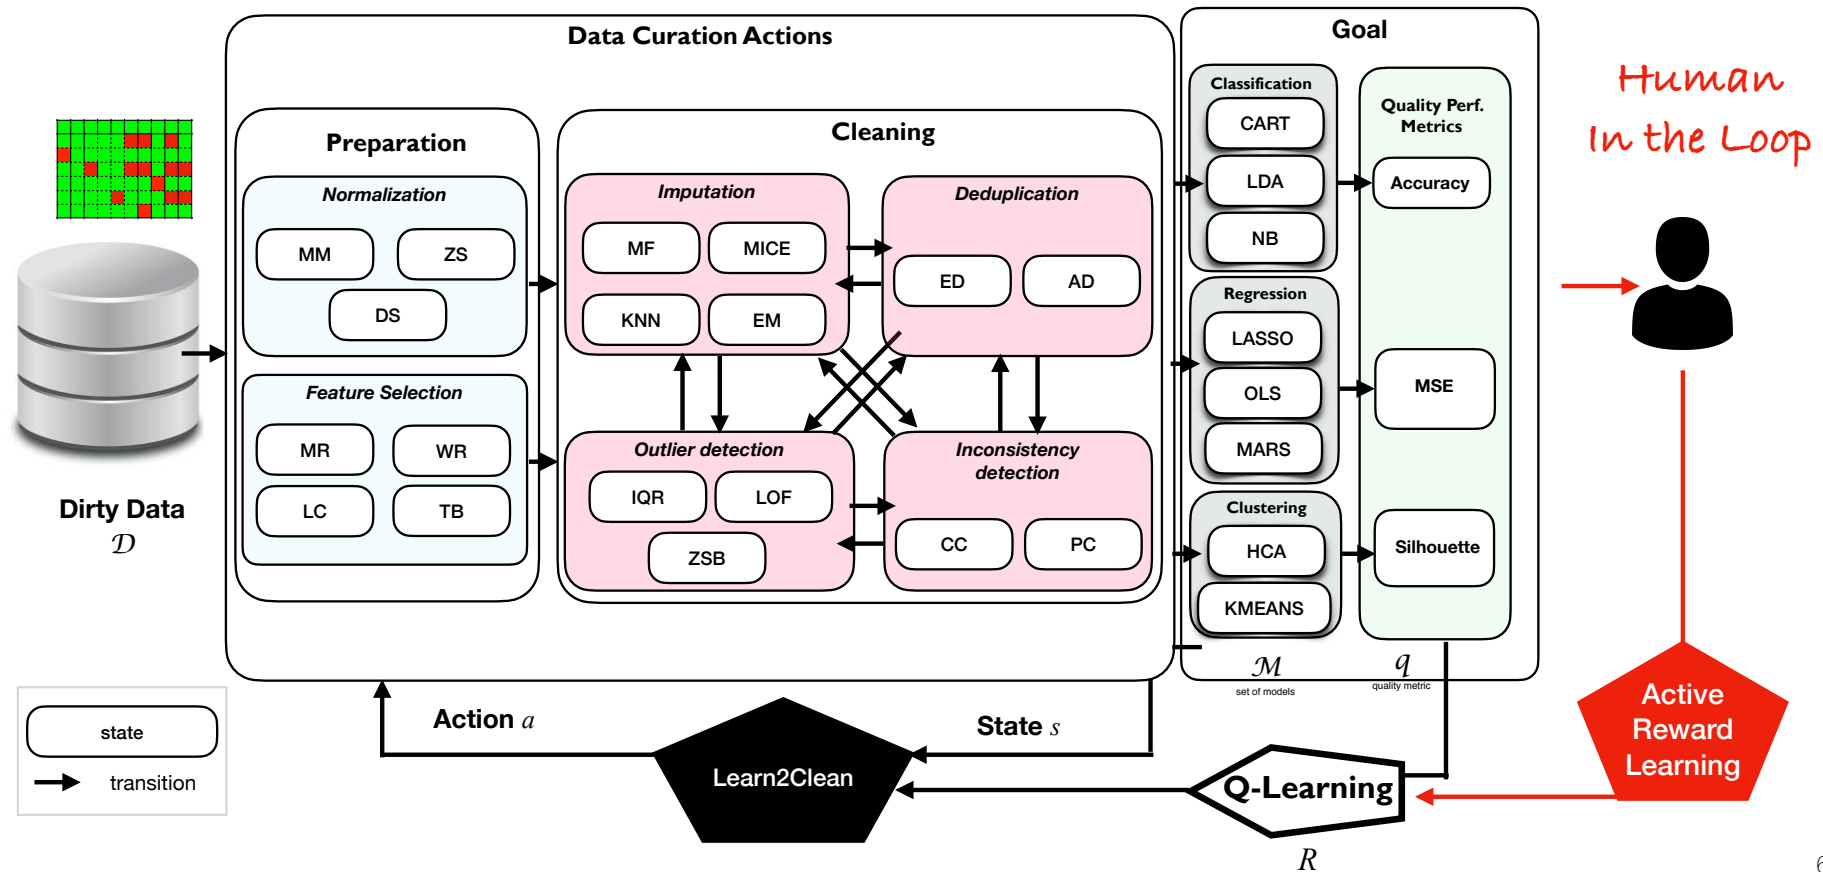 Data Curation Actions
Goal
Human
In the Loop
Preparation
Normalization
MM
ZS
DS
Feature Selection
MR
WR
LC
TB
Cleaning
Imputation
MF
MICE
KNN
EM
Deduplication
ED
AD
Outlier detection
IQR
LOF
ZSB
Inconsistency
detection
CC
PC
Classification
CART
LDA
NB
Regression
LASSO
OLS
MARS
Clustering
HCA
KMEANS
Quality Perf.
Metrics
Accuracy
MSE
Silhouette
M
set of models
q
quality metric
Dirty Data
D
state
transition
Action a
State s
Learn2Clean
Q-Learning
R
Active
Reward
Learning
6